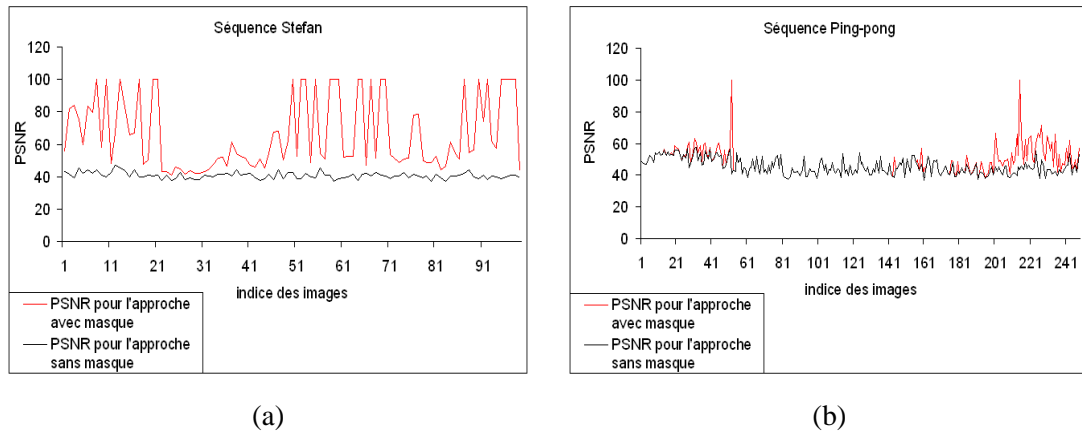 Séquence Stefan
120
100
80
60
40
20
0
PSNR
1 11 21 31 41 51 61 71 81 91
indice des images
PSNR pour l'approche
avec masque
PSNR pour l'approche
sans masque
(a)
Séquence Ping-pong
120
100
80
60
40
20
0
PSNR
1 21 41 61 81 101 121 141 161 181 201 221 241
indice des images
PSNR pour l'approche
avec masque
PSNR pour l'approche
sans masque
(b)